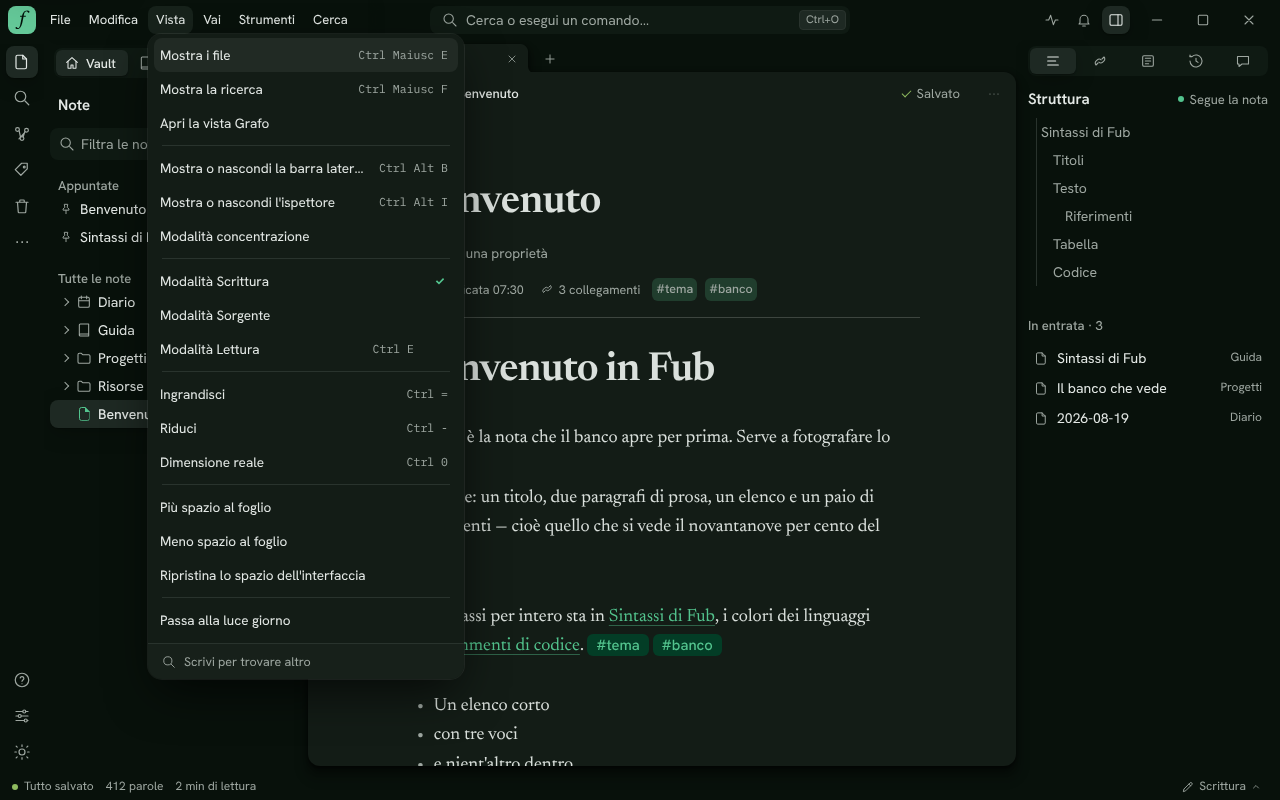 f File Modifica Vista Vai Strumenti Cerca
Cerca o esegui un comando… Ctrl+O
Vault
Note
Filtra le no
Appuntate
Benvenuto
Sintassi di
Tutte le note
Diario
Guida
Progetti
Risorse
Benvenu
Mostra i file Ctrl Maiusc E
Mostra la ricerca Ctrl Maiusc F
Apri la vista Grafo
Mostra o nascondi la barra later… Ctrl Alt B
Mostra o nascondi l'ispettore Ctrl Alt I
Modalità concentrazione
Modalità Scrittura
Modalità Sorgente
Modalità Lettura Ctrl E
Ingrandisci Ctrl =
Riduci Ctrl -
Dimensione reale Ctrl 0
Più spazio al foglio
Meno spazio al foglio
Ripristina lo spazio dell'interfaccia
Passa alla luce giorno
Scrivi per trovare altro
envenuto
Salvato
nvenuto
una proprietà
cata 07:30 3 collegamenti #tema #banco
nvenuto in Fub
è la nota che il banco apre per prima. Serve a fotografare lo
e: un titolo, due paragrafi di prosa, un elenco e un paio di
enti — cioè quello che si vede il novantanove per cento del
assi per intero sta in Sintassi di Fub, i colori dei linguaggi
mmenti di codice. #tema #banco
• Un elenco corto
• con tre voci
• e nient'altro dentro
Struttura Segue la nota
Sintassi di Fub
Titoli
Testo
Riferimenti
Tabella
Codice
In entrata · 3
Sintassi di Fub Guida
Il banco che vede Progetti
2026-08-19 Diario
Tutto salvato 412 parole 2 min di lettura
Scrittura